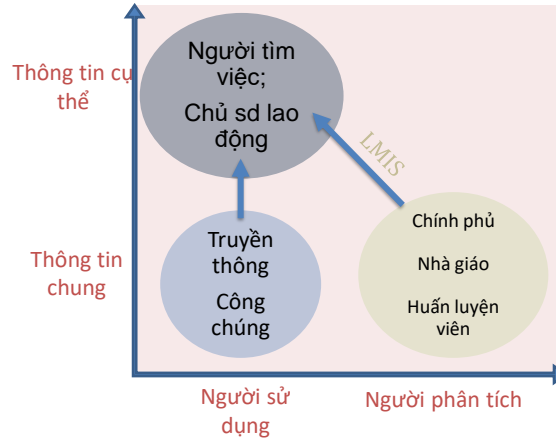 Thông tin cụ
thể
Người tìm
việc;
Chủ sd lao
động
LMIS
Thông tin
chung
Truyền
thông
Công
chúng
Chính phủ
Nhà giáo
Huấn luyện
viên
Người sử
dụng
Người phân tích